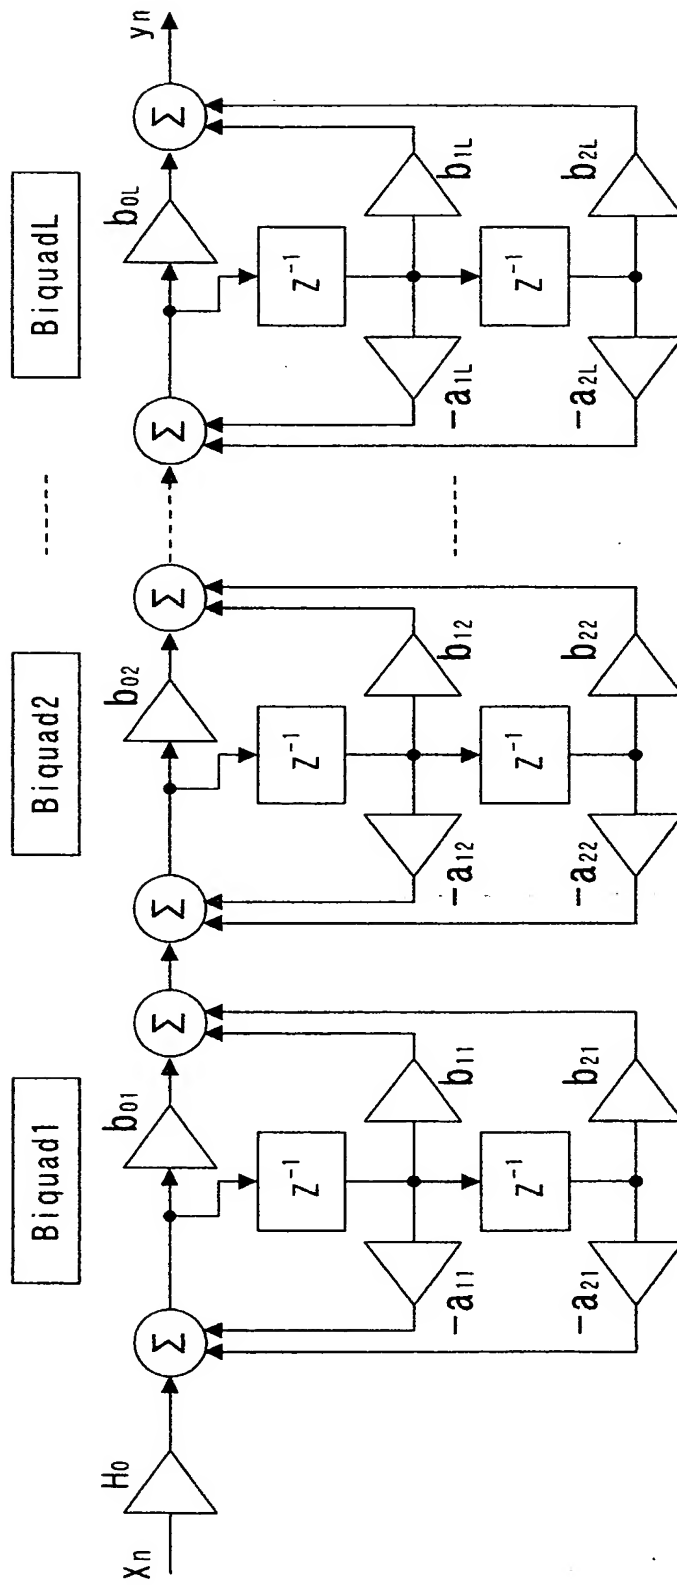 Biquad1
Biquad2
------
BiquadL
Xn
H₀
Σ
b₀₁
Σ
Σ
b₀₂
Σ
Σ
b₀L
Σ
yn
Z⁻¹
Z⁻¹
Z⁻¹
-a₁₁
b₁₁
-a₁₂
b₁₂
------
-a₁L
b₁L
Z⁻¹
Z⁻¹
Z⁻¹
-a₂₁
b₂₁
-a₂₂
b₂₂
-a₂L
b₂L